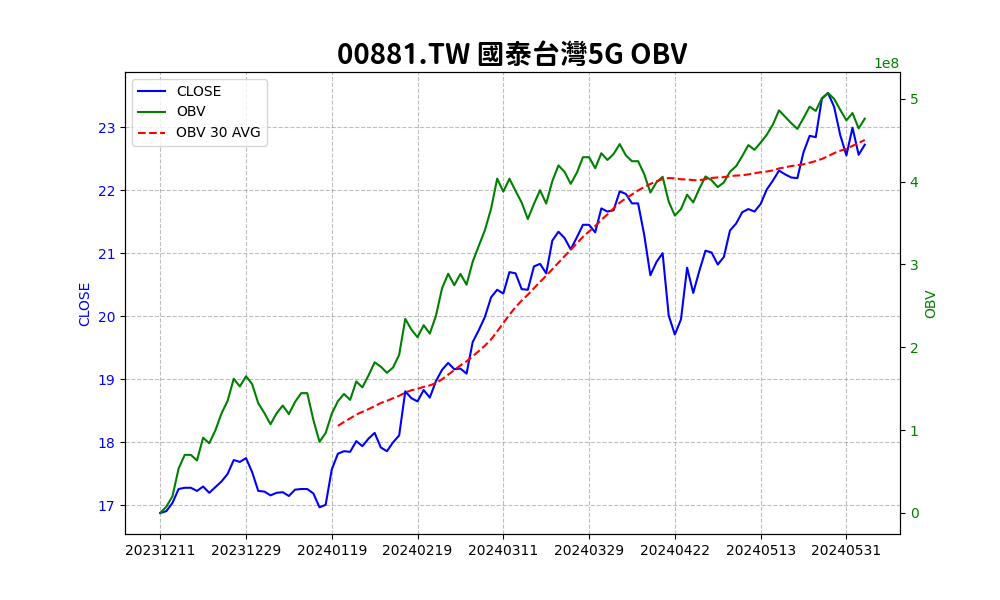 00881.TW 國泰台灣5G OBV
1e8
CLOSE
OBV
OBV 30 AVG
23
22
21
20
19
18
17
CLOSE
5
4
3
2
1
0
OBV
20231211 20231229 20240119 20240219 20240311 20240329 20240422 20240513 20240531